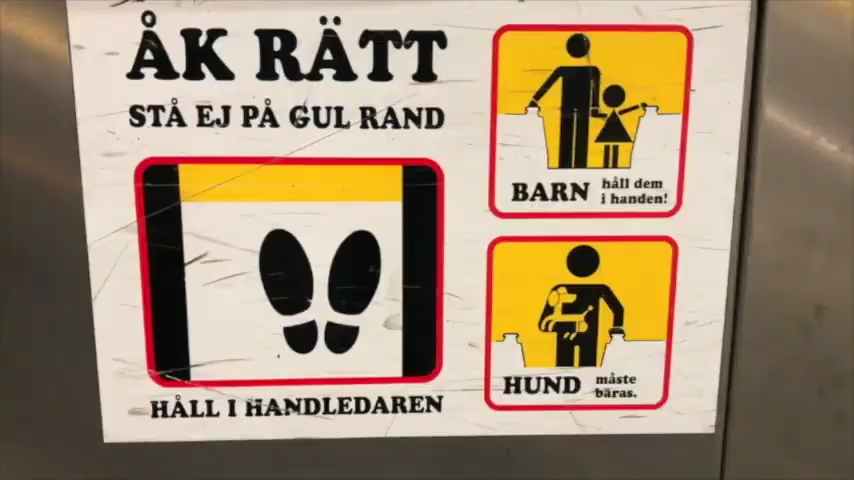 ÅK RÄTT
STÅ EJ PÅ GUL RAND
HÅLL I HANDLEDAREN
BARN håll dem
i handen!
HUND måste
bäras.